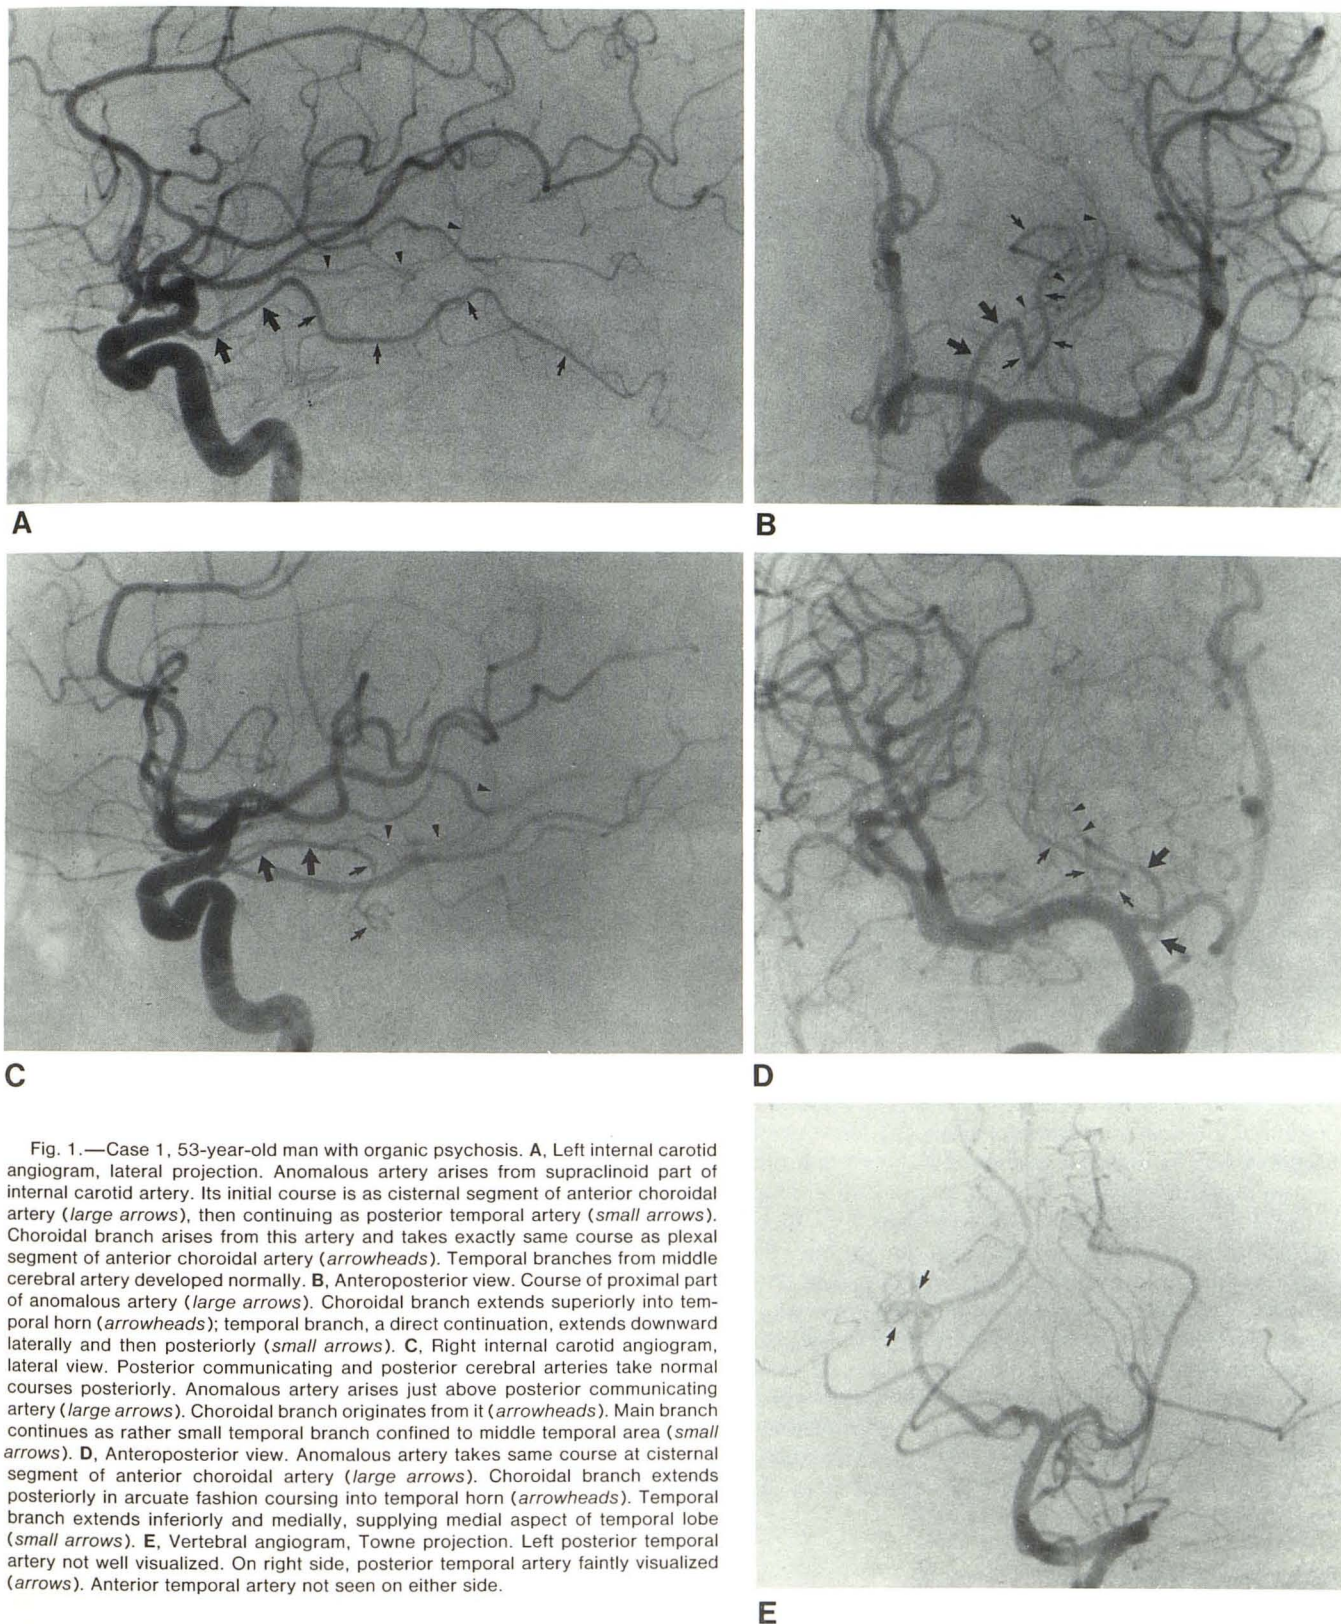 A
B
C
D
Fig. 1.—Case 1, 53-year-old man with organic psychosis. A, Left internal carotid
angiogram, lateral projection. Anomalous artery arises from supraclinoid part of
internal carotid artery. Its initial course is as cisternal segment of anterior choroidal
artery (large arrows), then continuing as posterior temporal artery (small arrows).
Choroidal branch arises from this artery and takes exactly same course as plexal
segment of anterior choroidal artery (arrowheads). Temporal branches from middle
cerebral artery developed normally. B, Anteroposterior view. Course of proximal part
of anomalous artery (large arrows). Choroidal branch extends superiorly into tem-
poral horn (arrowheads); temporal branch, a direct continuation, extends downward
laterally and then posteriorly (small arrows). C, Right internal carotid angiogram,
lateral view. Posterior communicating and posterior cerebral arteries take normal
courses posteriorly. Anomalous artery arises just above posterior communicating
artery (large arrows). Choroidal branch originates from it (arrowheads). Main branch
continues as rather small temporal branch confined to middle temporal area (small
arrows). D, Anteroposterior view. Anomalous artery takes same course at cisternal
segment of anterior choroidal artery (large arrows). Choroidal branch extends
posteriorly in arcuate fashion coursing into temporal horn (arrowheads). Temporal
branch extends inferiorly and medially, supplying medial aspect of temporal lobe
(small arrows). E, Vertebral angiogram, Towne projection. Left posterior temporal
artery not well visualized. On right side, posterior temporal artery faintly visualized
(arrows). Anterior temporal artery not seen on either side.
E